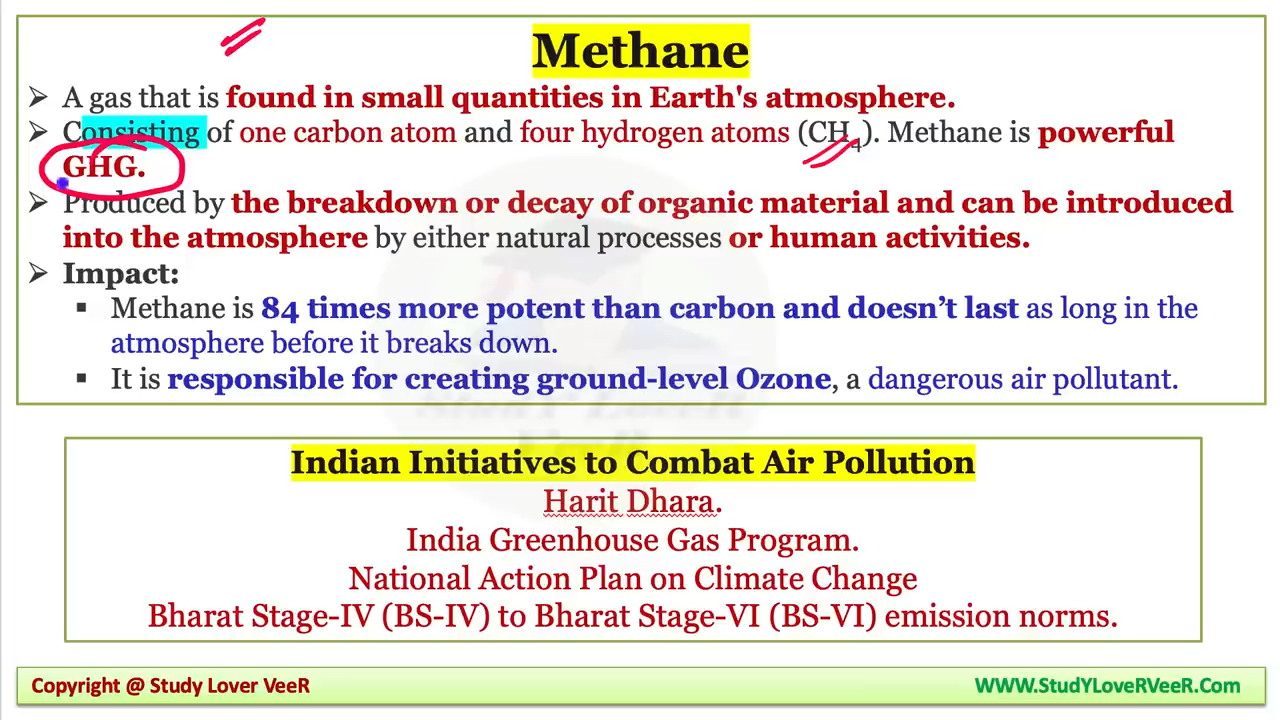 Methane
➢ A gas that is found in small quantities in Earth's atmosphere.
➢ Consisting of one carbon atom and four hydrogen atoms (CH₄). Methane is powerful
GHG.
➢ Produced by the breakdown or decay of organic material and can be introduced
into the atmosphere by either natural processes or human activities.
➢ Impact:
▪ Methane is 84 times more potent than carbon and doesn’t last as long in the
atmosphere before it breaks down.
▪ It is responsible for creating ground-level Ozone, a dangerous air pollutant.
StudY LoveR
VeeR
Indian Initiatives to Combat Air Pollution
Harit Dhara.
India Greenhouse Gas Program.
National Action Plan on Climate Change
Bharat Stage-IV (BS-IV) to Bharat Stage-VI (BS-VI) emission norms.
Copyright @ Study Lover VeeR
WWW.StudYLoveRVeeR.Com